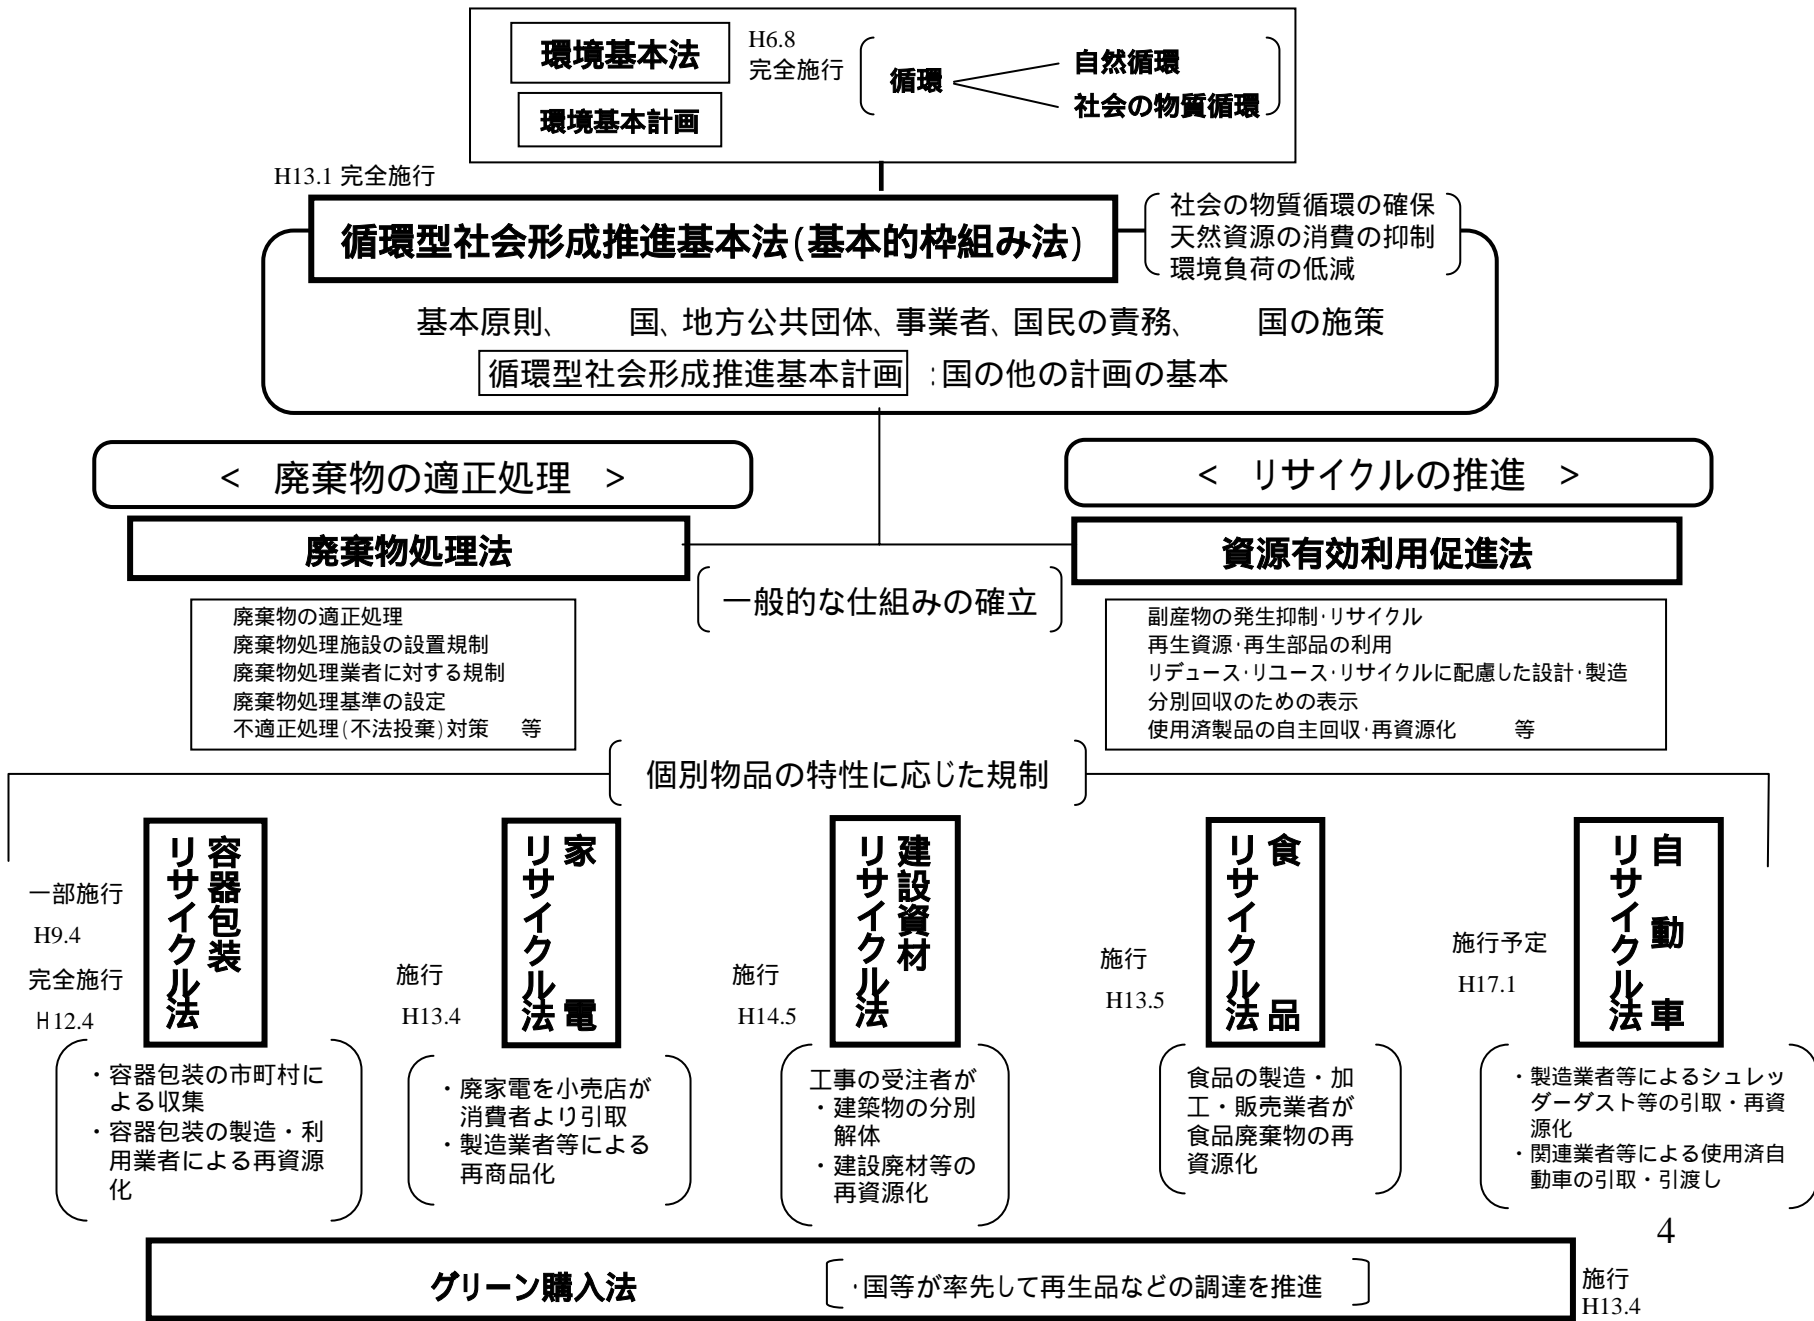 環境基本法
環境基本計画
H6.8
完全施行
循環
自然循環
社会の物質循環
H13.1 完全施行
循環型社会形成推進基本法(基本的枠組み法)
社会の物質循環の確保
天然資源の消費の抑制
環境負荷の低減
基本原則、　国、地方公共団体、事業者、国民の責務、　国の施策
循環型社会形成推進基本計画　:国の他の計画の基本
<　廃棄物の適正処理　>
<　リサイクルの推進　>
廃棄物処理法
資源有効利用促進法
一般的な仕組みの確立
廃棄物の適正処理
廃棄物処理施設の設置規制
廃棄物処理業者に対する規制
廃棄物処理基準の設定
不適正処理(不法投棄)対策　等
副産物の発生抑制・リサイクル
再生資源・再生部品の利用
リデュース・リユース・リサイクルに配慮した設計・製造
分別回収のための表示
使用済製品の自主回収・再資源化　等
個別物品の特性に応じた規制
一部施行
H9.4
完全施行
H12.4
容器包装
リサイクル法
・容器包装の市町村に
よる収集
・容器包装の製造・利
用業者による再資源
化
施行
H13.4
家電
リサイクル法
・廃家電を小売店が
消費者より引取
・製造業者等による
再商品化
施行
H14.5
建設資材
リサイクル法
工事の受注者が
・建築物の分別
解体
・建設廃材等の
再資源化
施行
H13.5
食品
リサイクル法
食品の製造・加
工・販売業者が
食品廃棄物の再
資源化
施行予定
H17.1
自動車
リサイクル法
・製造業者等によるシュレッ
ダーダスト等の引取・再資
源化
・関連業者等による使用済自
動車の引取・引渡し
4
グリーン購入法
・国等が率先して再生品などの調達を推進
施行
H13.4